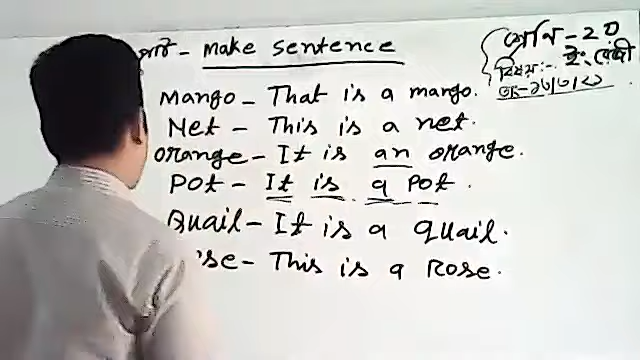 Make Sentence
Mango - That is a mango.
Net - This is a net.
Orange - It is an orange.
Pot - It is a Pot.
Quail - It is a quail.
se - This is a Rose.
শ্রেণি -
বিষয় :-